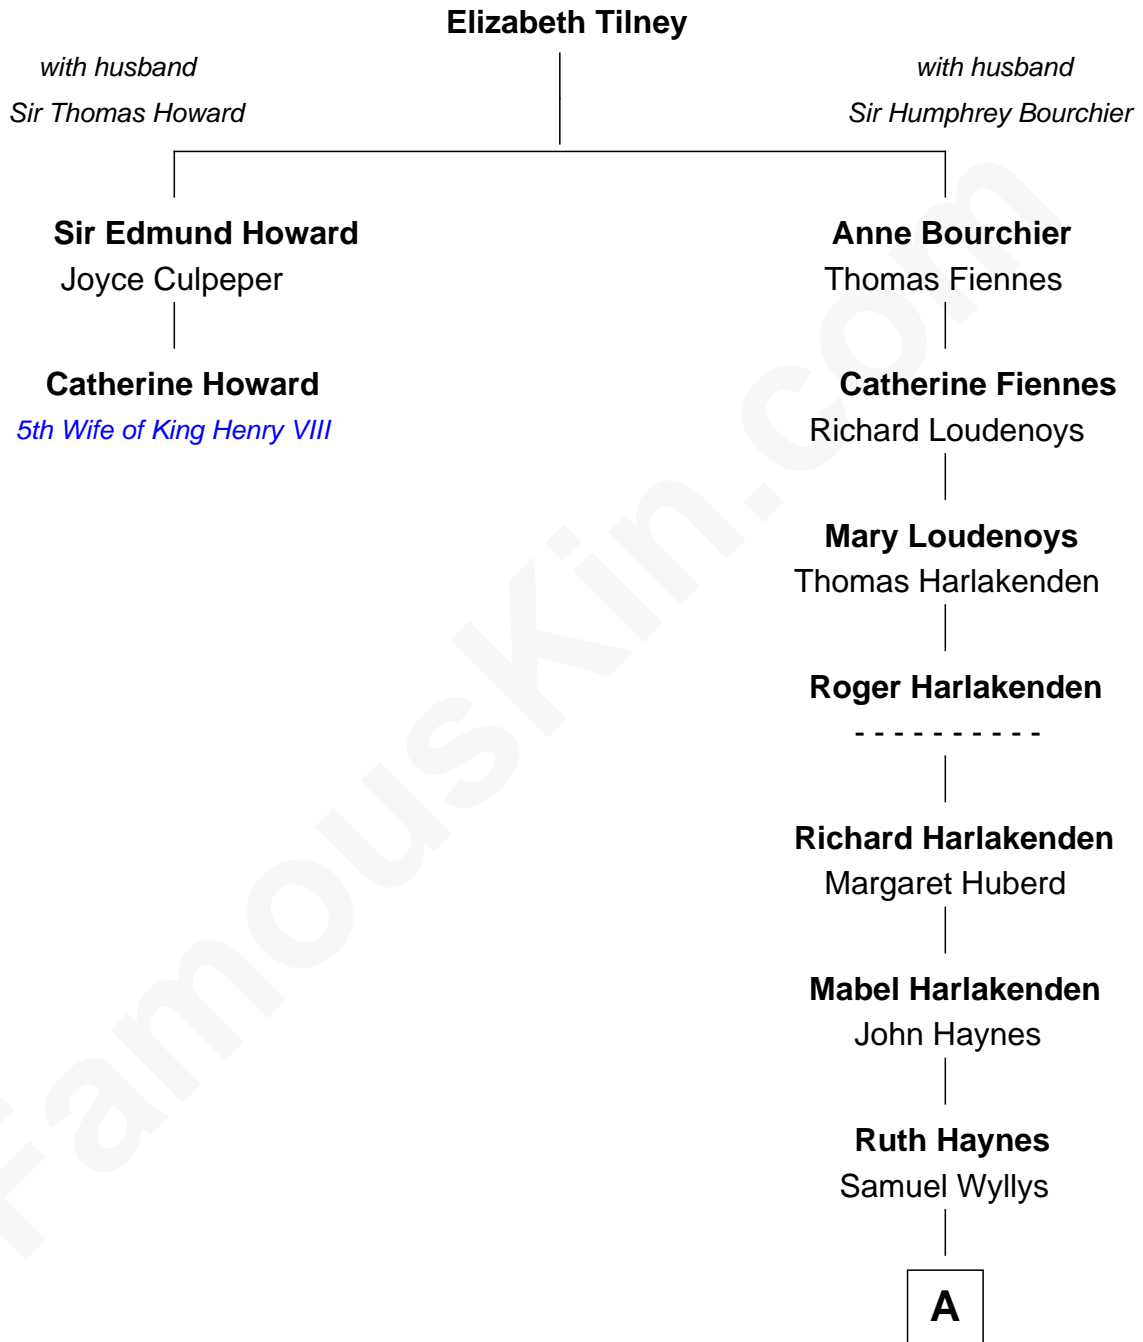 Elizabeth Tilney
with husband
Sir Thomas Howard
with husband
Sir Humphrey Bourchier
Sir Edmund Howard
Joyce Culpeper
Anne Bourchier
Thomas Fiennes
Catherine Howard
5th Wife of King Henry VIII
Catherine Fiennes
Richard Loudenoys
Mary Loudenoys
Thomas Harlakenden
Roger Harlakenden
- - - - - - - - - -
Richard Harlakenden
Margaret Huberd
Mabel Harlakenden
John Haynes
Ruth Haynes
Samuel Wyllys
A
FamousKin.com